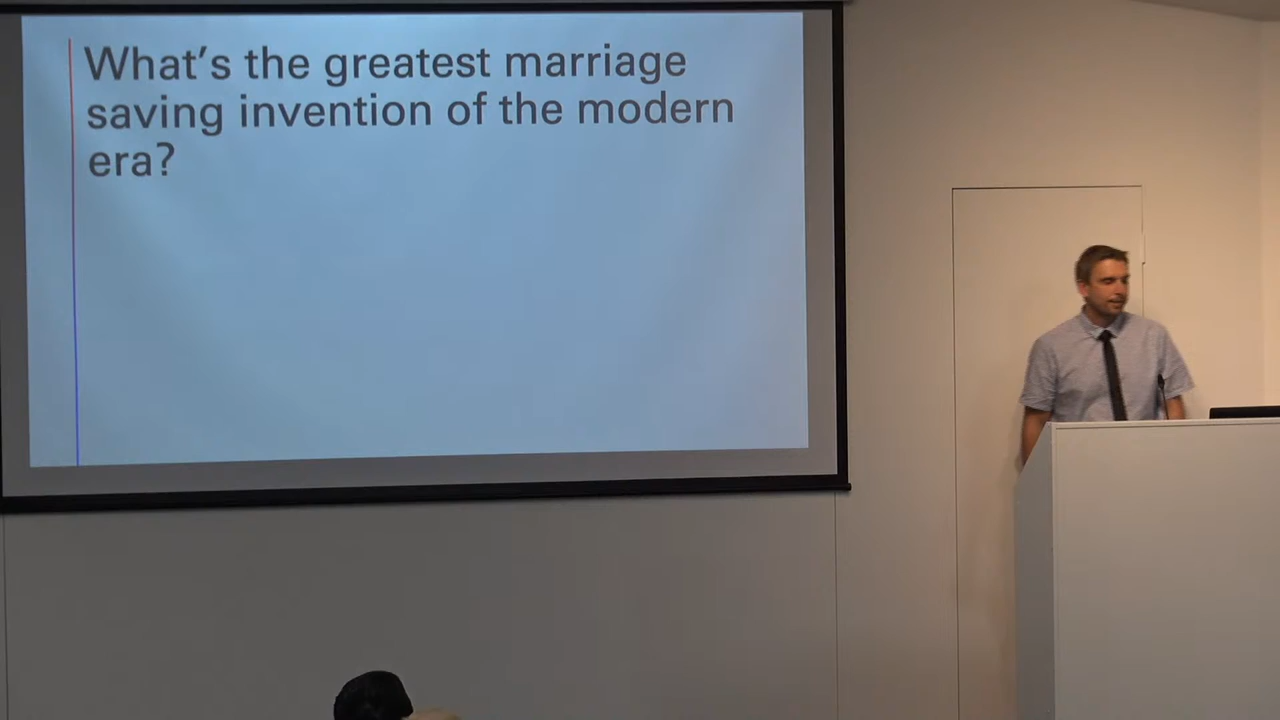 What's the greatest marriage
saving invention of the modern
era?